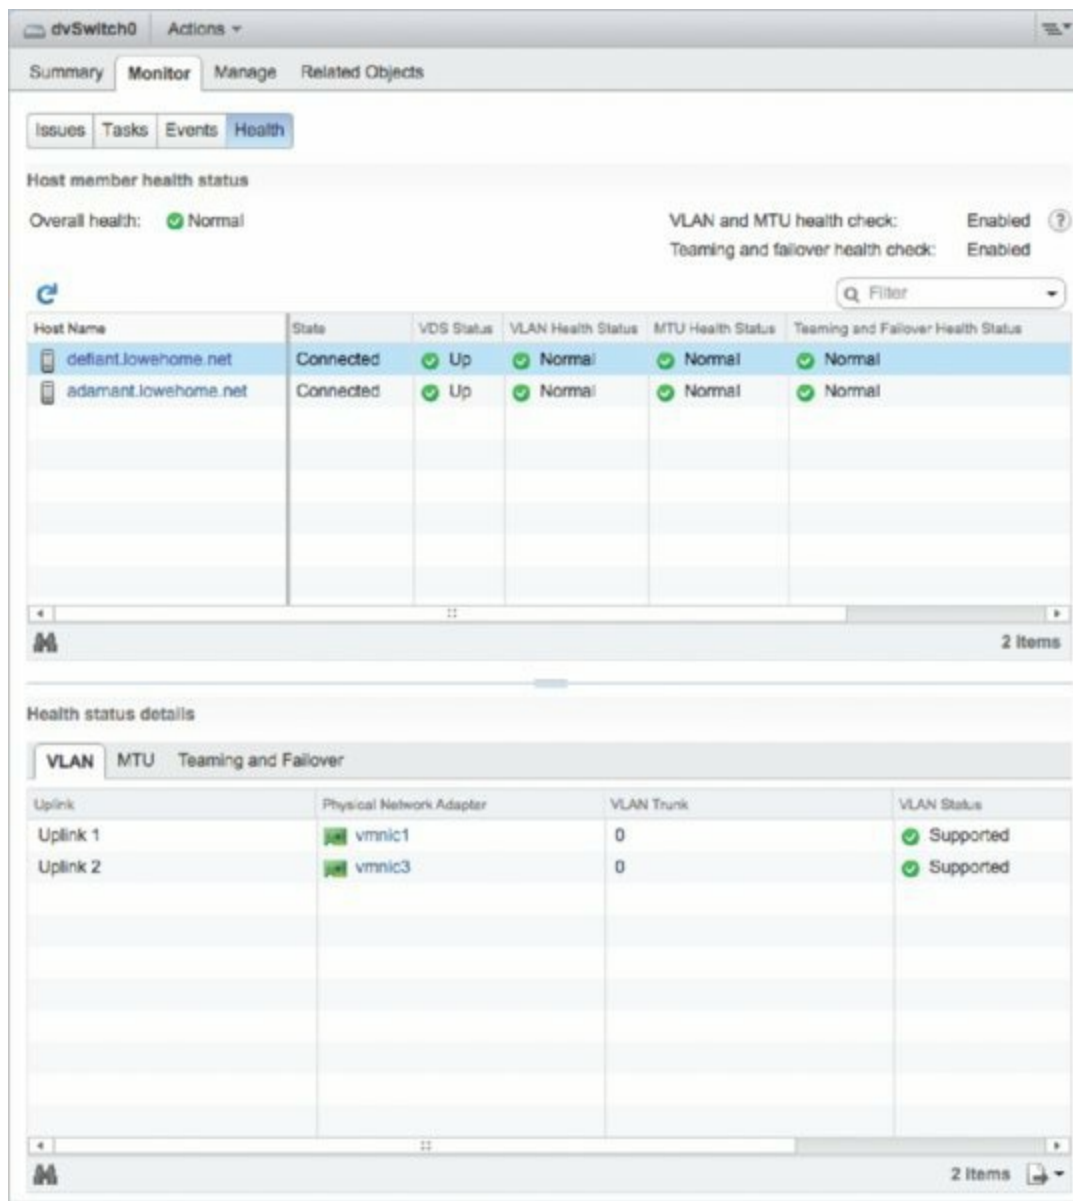 dvSwitch0 Actions
Summary Monitor Manage Related Objects
Issues Tasks Events Health
Host member health status
Overall health: Normal VLAN and MTU health check: Enabled ?
Teaming and failover health check: Enabled
Filter
Host Name State VDS Status VLAN Health Status MTU Health Status Teaming and Failover Health Status
defiant.lowehome.net Connected Up Normal Normal Normal
adamant.lowehome.net Connected Up Normal Normal Normal
2 Items
Health status details
VLAN MTU Teaming and Failover
Uplink Physical Network Adapter VLAN Trunk VLAN Status
Uplink 1 vmnic1 0 Supported
Uplink 2 vmnic3 0 Supported
2 Items